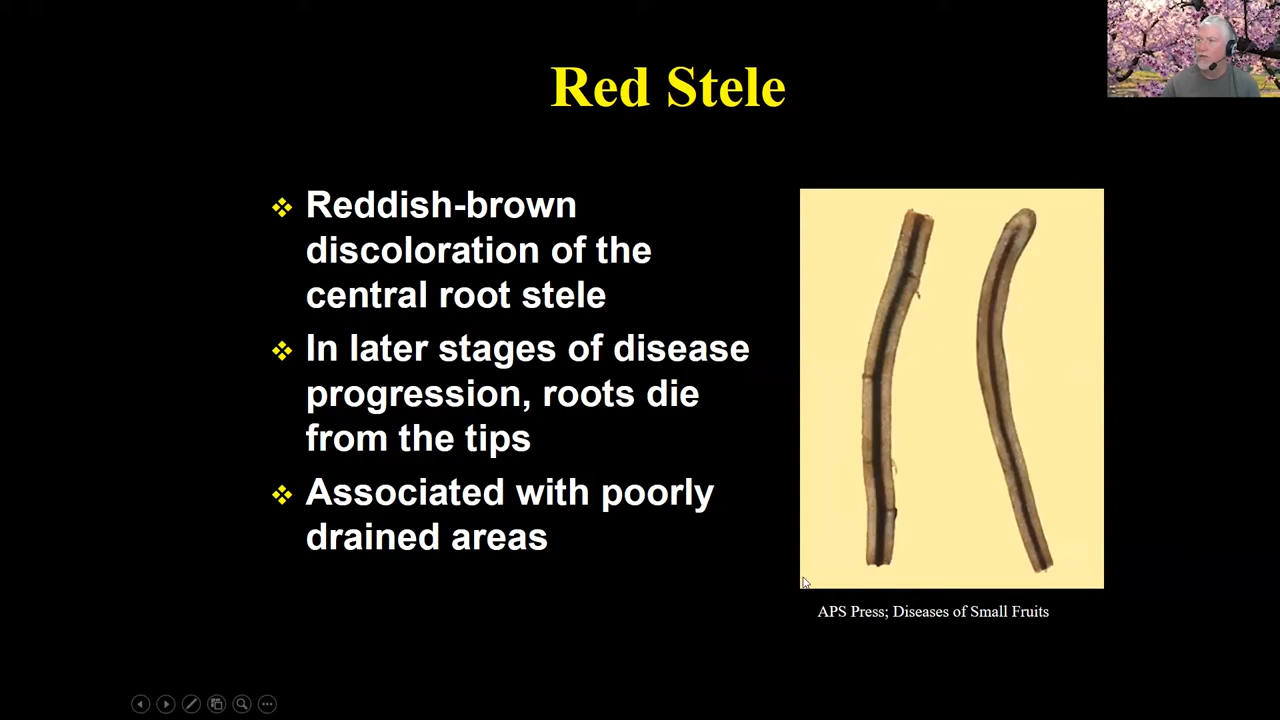 Red Stele
Reddish-brown
discoloration of the
central root stele
In later stages of disease
progression, roots die
from the tips
Associated with poorly
drained areas
APS Press; Diseases of Small Fruits